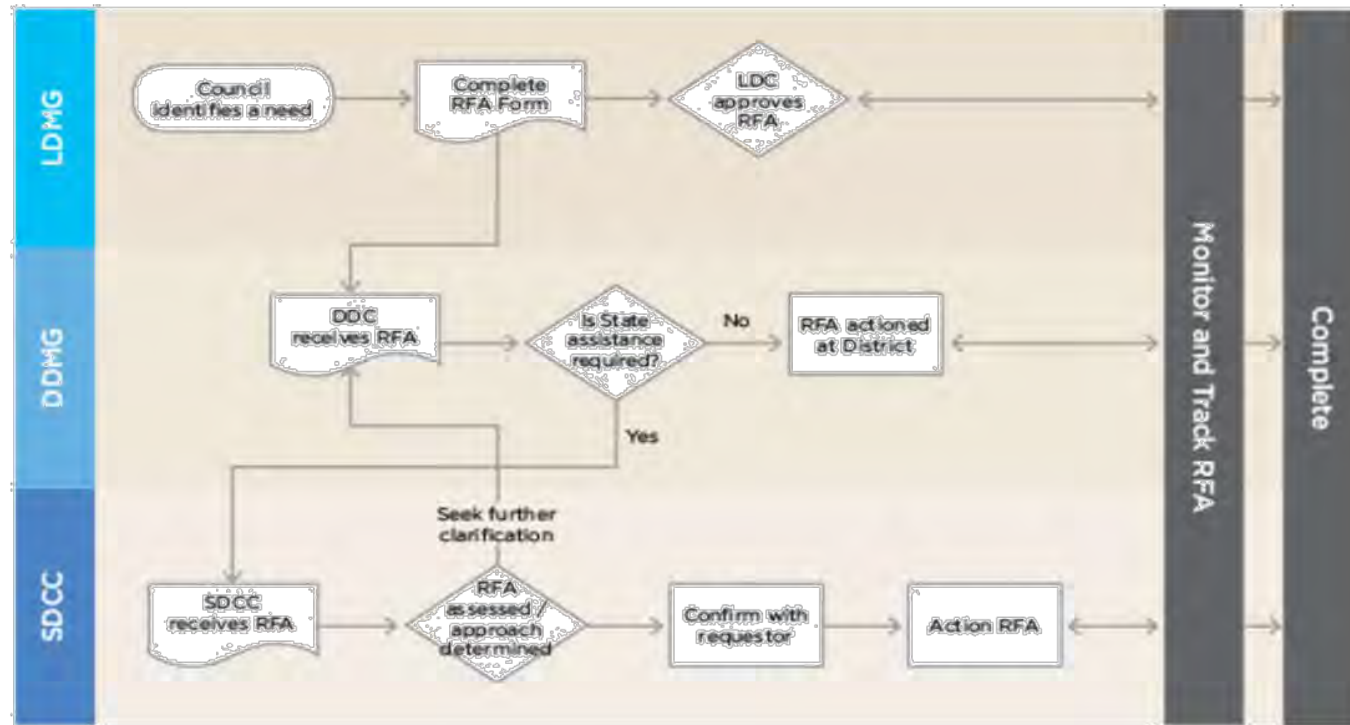 LDMG
Council
identifies a need
Complete
RFA Form
LDC
approves
RFA
DDMG
DDC
receives RFA
Is State
assistance
required?
No
RFA actioned
at District
Yes
SDCC
Seek further
clarification
SDCC
receives RFA
RFA
assessed /
approach
determined
Confirm with
requestor
Action RFA
Monitor and Track RFA
Complete